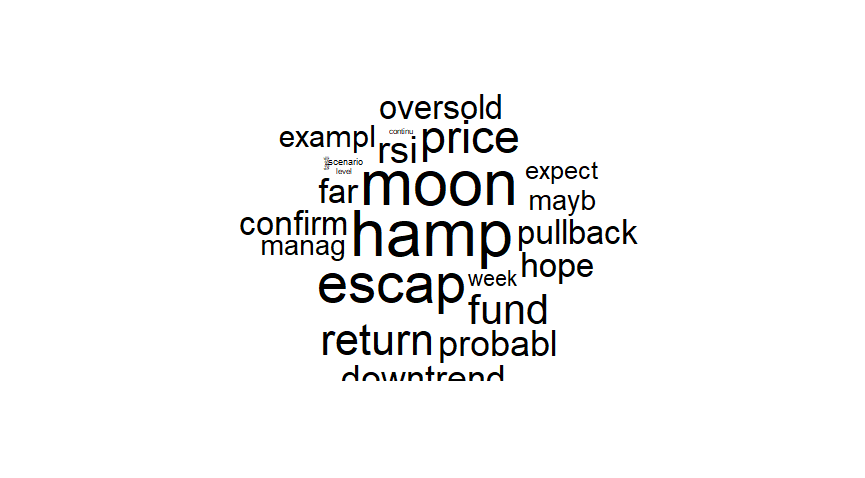 oversold
exampl
continu
rsi
price
scenario
level
far
moon
expect
mayb
confirm
manag
hamp
pullback
hope
escap
week
fund
return
probabl
downtrend